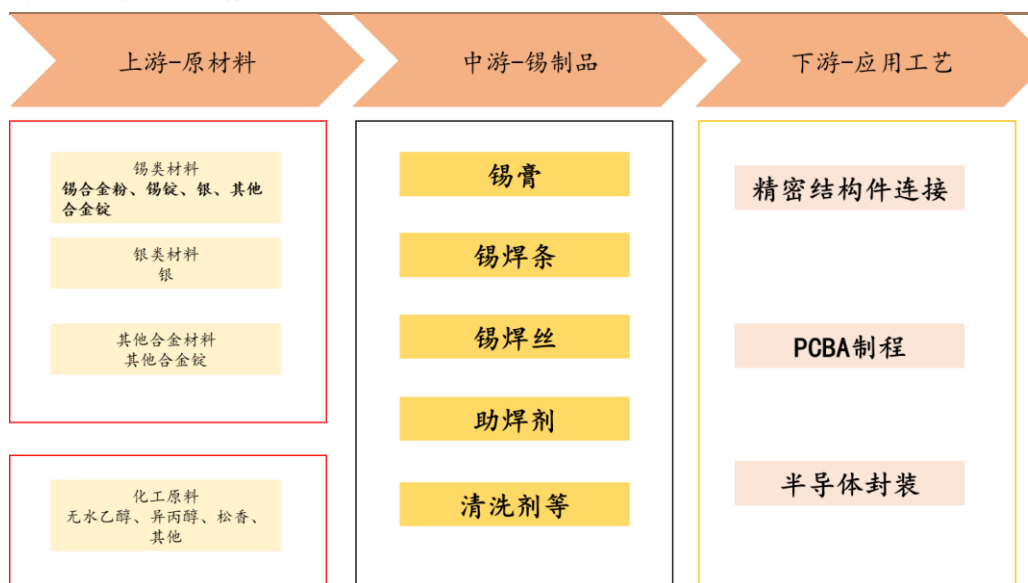 上游-原材料
中游-锡制品
下游-应用工艺
锡类材料
锡合金粉、锡锭、银、其他
合金锭
银类材料
银
其他合金材料
其他合金锭
化工原料
无水乙醇、异丙醇、松香、
其他
锡膏
锡焊条
锡焊丝
助焊剂
清洗剂等
精密结构件连接
PCBA制程
半导体封装